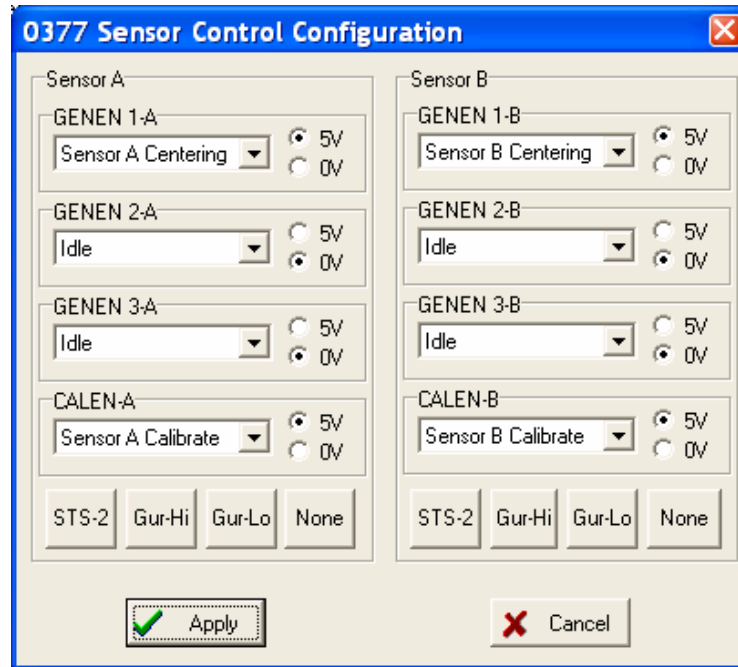 0377 Sensor Control Configuration
Sensor A
GENEN 1-A
Sensor A Centering
5V
0V
GENEN 2-A
Idle
5V
0V
GENEN 3-A
Idle
5V
0V
CALEN-A
Sensor A Calibrate
5V
0V
STS-2 Gur-Hi Gur-Lo None
Sensor B
GENEN 1-B
Sensor B Centering
5V
0V
GENEN 2-B
Idle
5V
0V
GENEN 3-B
Idle
5V
0V
CALEN-B
Sensor B Calibrate
5V
0V
STS-2 Gur-Hi Gur-Lo None
Apply
Cancel